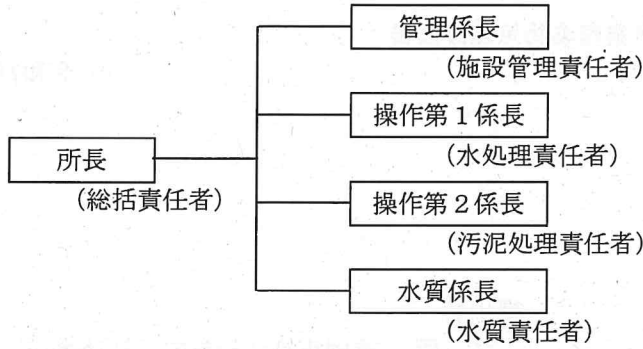 管理係長
(施設管理責任者)
操作第1係長
(水処理責任者)
所長
(総括責任者)
操作第2係長
(汚泥処理責任者)
水質係長
(水質責任者)